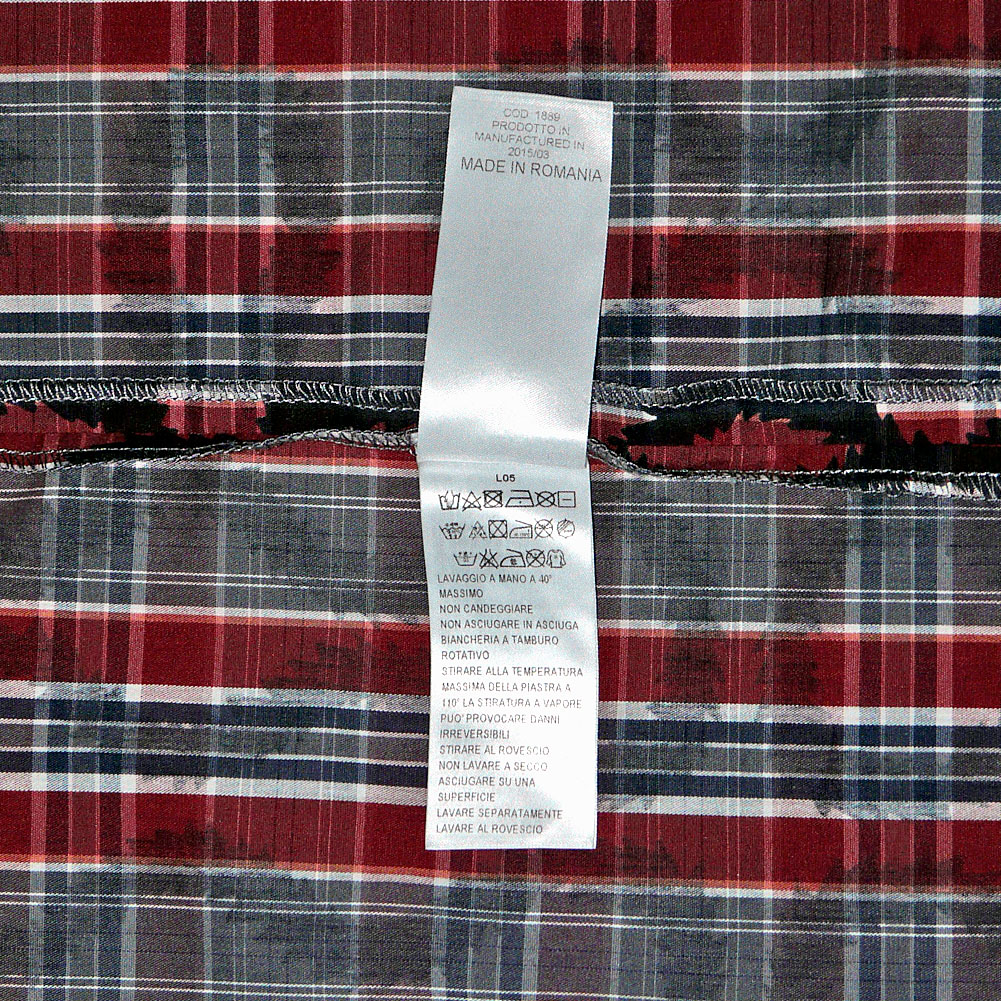 COD. 1889
PRODOTTO IN
MANUFACTURED IN
2015/03
MADE IN ROMANIA
L05
LAVAGGIO A MANO A 40°
MASSIMO
NON CANDEGGIARE
NON ASCIUGARE IN ASCIUGA
BIANCHERIA A TAMBURO
ROTATIVO
STIRARE ALLA TEMPERATURA
MASSIMA DELLA PIASTRA A
110° LA STIRATURA A VAPORE
PUO' PROVOCARE DANNI
IRREVERSIBILI
STIRARE AL ROVESCIO
NON LAVARE A SECCO
ASCIUGARE SU UNA
SUPERFICIE
LAVARE SEPARATAMENTE
LAVARE AL ROVESCIO